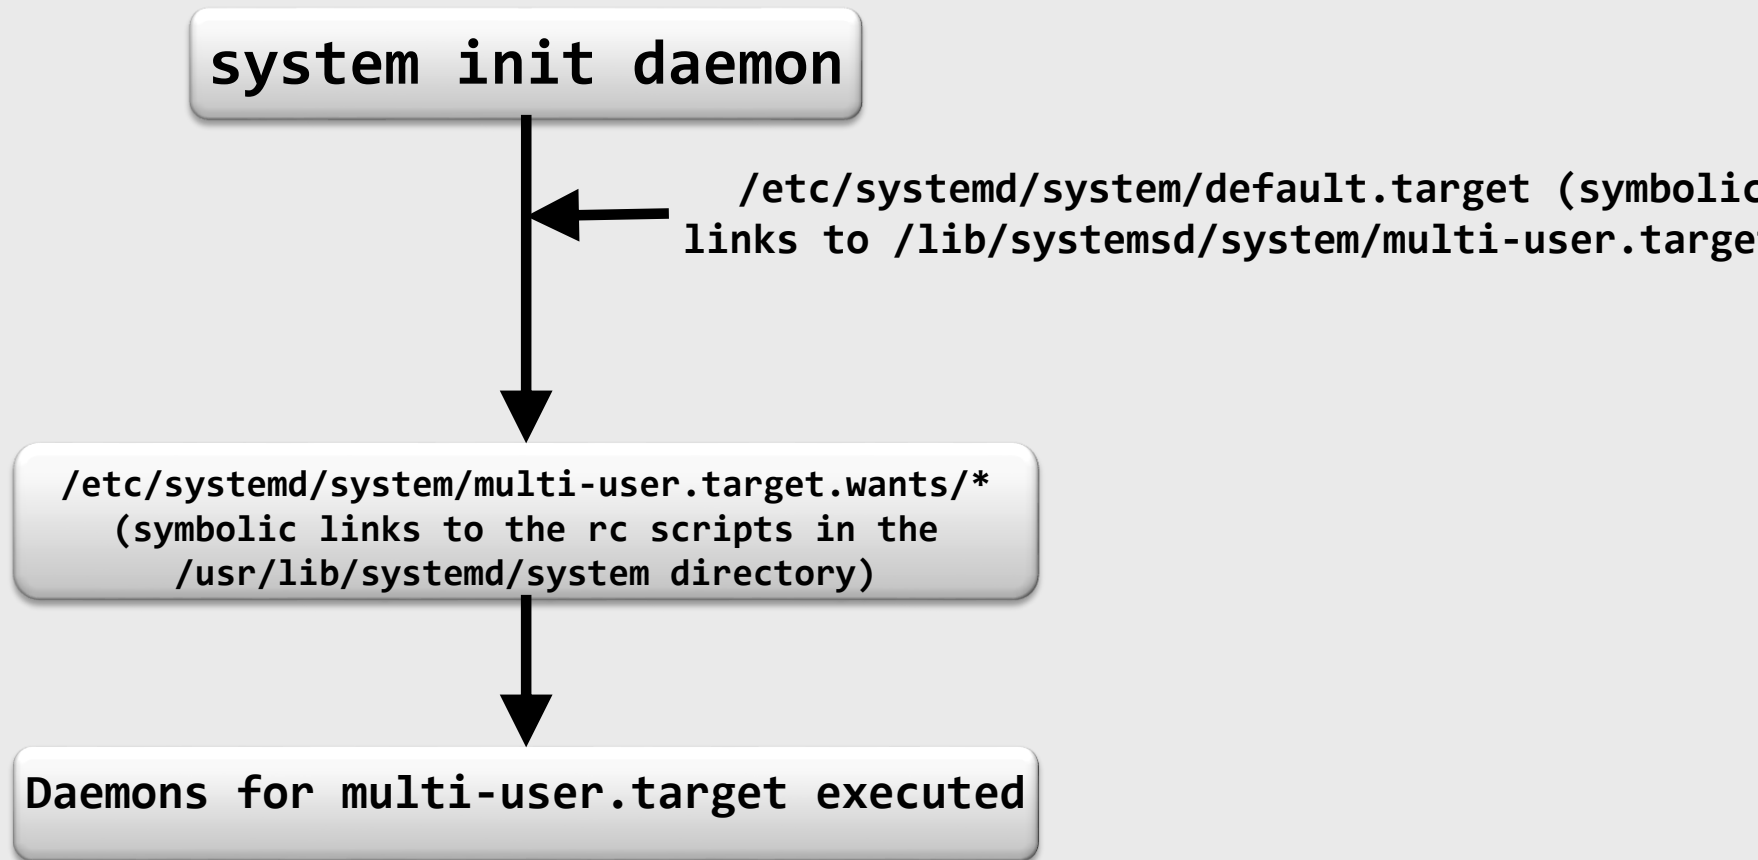 system init daemon
/etc/systemd/system/default.target (symbolic
links to /lib/systemsd/system/multi-user.target
/etc/systemd/system/multi-user.target.wants/*
(symbolic links to the rc scripts in the
/usr/lib/systemd/system directory)
Daemons for multi-user.target executed